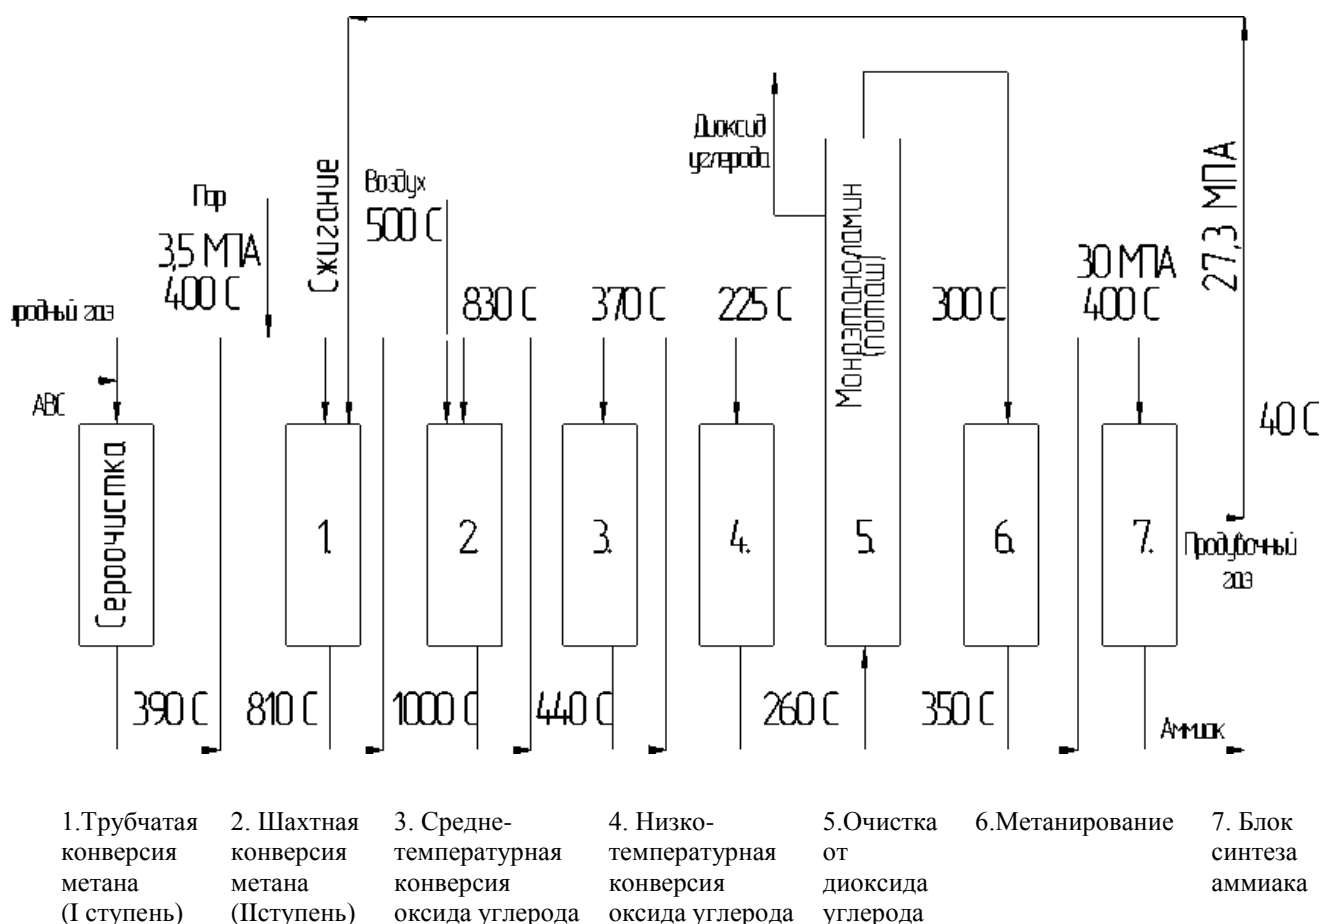 Диоксид
углерода
Пар
3,5 МПА
400 С
Сжигание
Воздух
500 С
830 С
370 С
225 С
Моноэтаноламин
(поташ)
300 С
30 МПА
400 С
27,3 МПА
40 С
иродный газ
АВС
Сероочистка
1.
2.
3.
4.
5.
6.
7.
Продувочный
газ
390 С
810 С
1000 С
440 С
260 С
350 С
Аммиак
1.Трубчатая
конверсия
метана
(I ступень)
2. Шахтная
конверсия
метана
(IIступень)
3. Средне-
температурная
конверсия
оксида углерода
4. Низко-
температурная
конверсия
оксида углерода
5.Очистка
от
диоксида
углерода
6.Метанирование
7. Блок
синтеза
аммиака